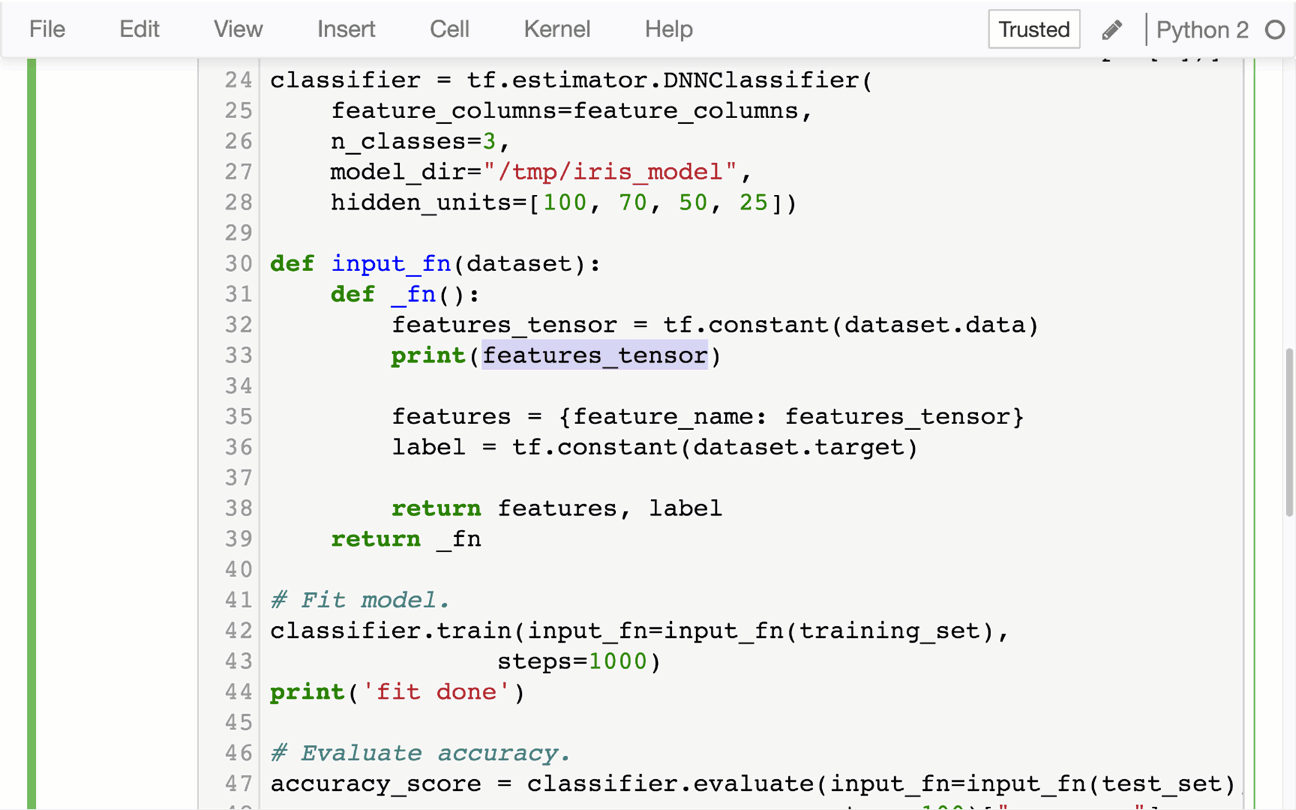 File Edit View Insert Cell Kernel Help Trusted Python 2
24 classifier = tf.estimator.DNNClassifier(
25     feature_columns=feature_columns,
26     n_classes=3,
27     model_dir="/tmp/iris_model",
28     hidden_units=[100, 70, 50, 25])
29
30 def input_fn(dataset):
31     def _fn():
32         features_tensor = tf.constant(dataset.data)
33         print(features_tensor)
34
35         features = {feature_name: features_tensor}
36         label = tf.constant(dataset.target)
37
38         return features, label
39     return _fn
40
41 # Fit model.
42 classifier.train(input_fn=input_fn(training_set),
43                steps=1000)
44 print('fit done')
45
46 # Evaluate accuracy.
47 accuracy_score = classifier.evaluate(input_fn=input_fn(test_set)